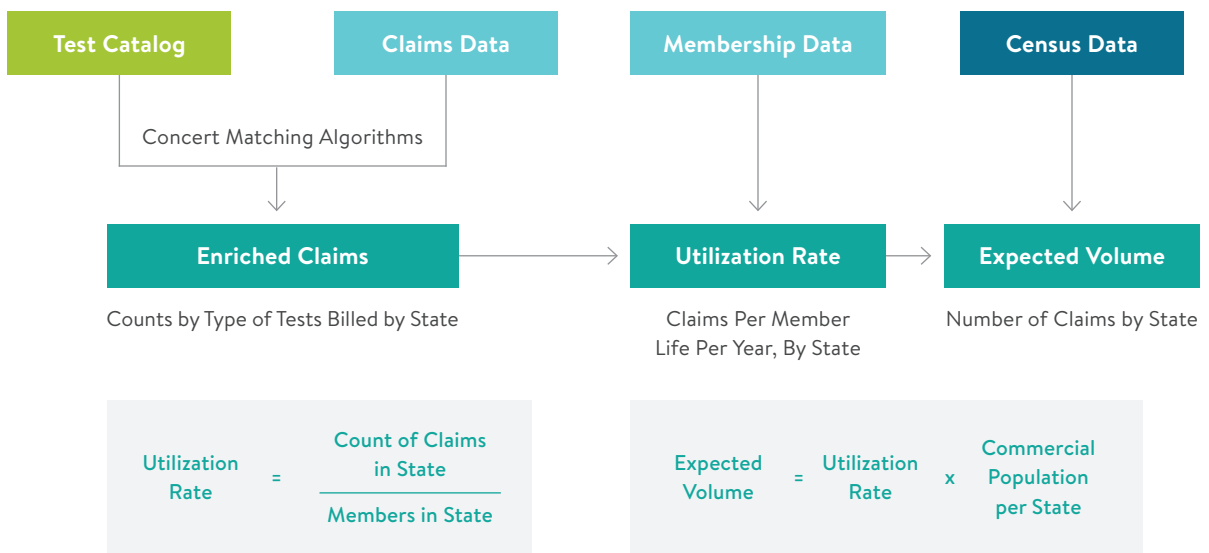 Test Catalog
Claims Data
Membership Data
Census Data
Concert Matching Algorithms
Enriched Claims
Utilization Rate
Expected Volume
Counts by Type of Tests Billed by State
Claims Per Member
Life Per Year, By State
Number of Claims by State
Utilization
Rate
=
Count of Claims
in State
Members in State
Expected
Volume
=
Utilization
Rate
x
Commercial
Population
per State